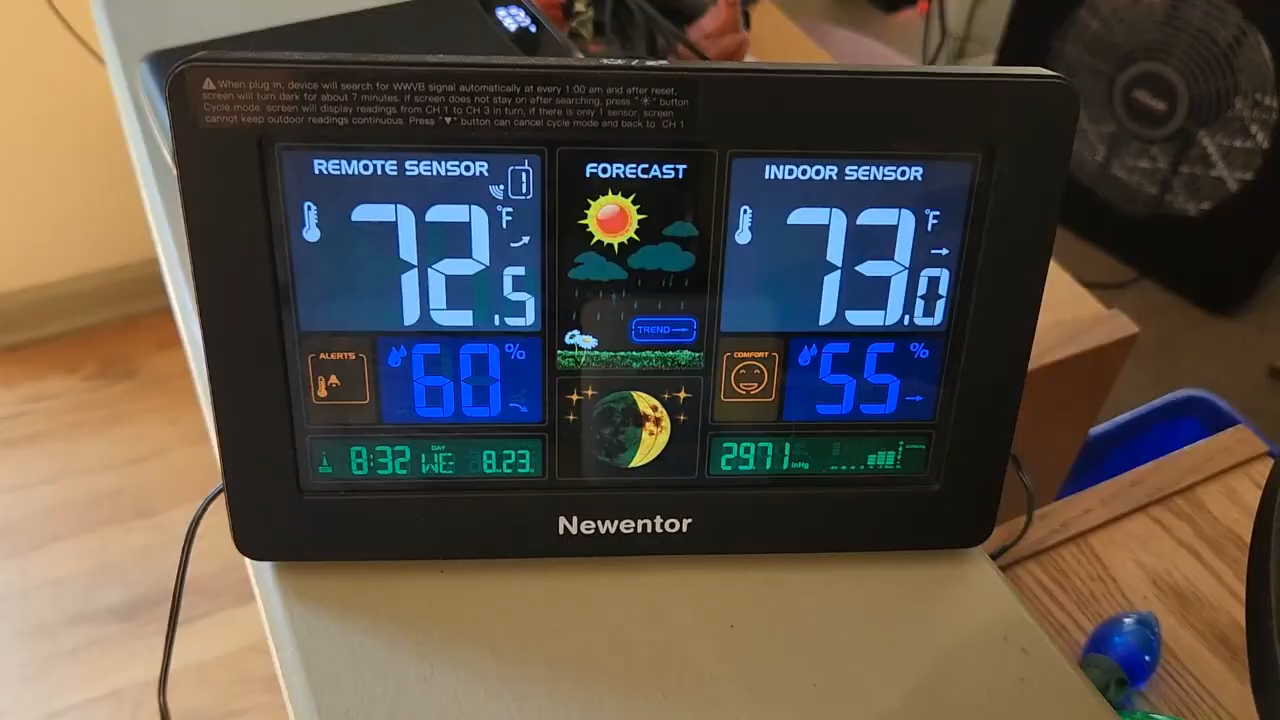 When plug in, device will search for WWVB signal automatically at every 1:00 am and after reset,
screen will turn dark for about 7 minutes. If screen does not stay on after searching, press "☀" button
Cycle mode: screen will display readings from CH 1 to CH 3 in turn, if there is only 1 sensor, screen
cannot keep outdoor readings continuous. Press "▼" button can cancel cycle mode and back to CH 1.
REMOTE SENSOR
1
72.5 °F
ALERTS
60 %
8:32 DAY WE 8.23.
FORECAST
TREND
INDOOR SENSOR
73.0 °F
COMFORT
55 %
29.71 inHg
Newentor